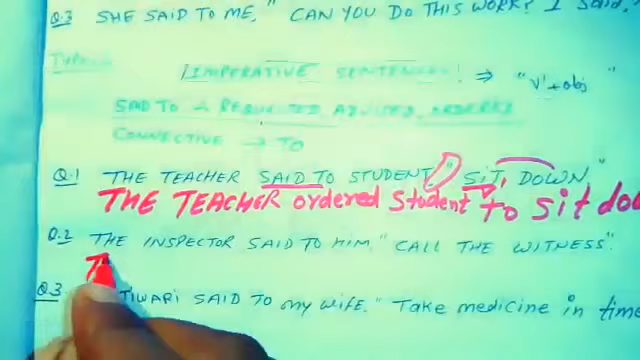 Q.3 SHE SAID TO ME, " CAN YOU DO THIS WORK? I said,
IMPERATIVE SENTENCES! ⇒ "V¹+obj"
SAID TO → REQUESTED, ADVISED, ORDERED
CONNECTIVE → TO
Q.1 THE TEACHER SAID TO STUDENT, " SIT, DOWN"
THE TEACHER ordered Student to sit do
Q.2 THE INSPECTOR SAID TO HIM, " CALL THE WITNESS".
T
Q3 TIWARI SAID TO MY WIFE. " Take medicine in time